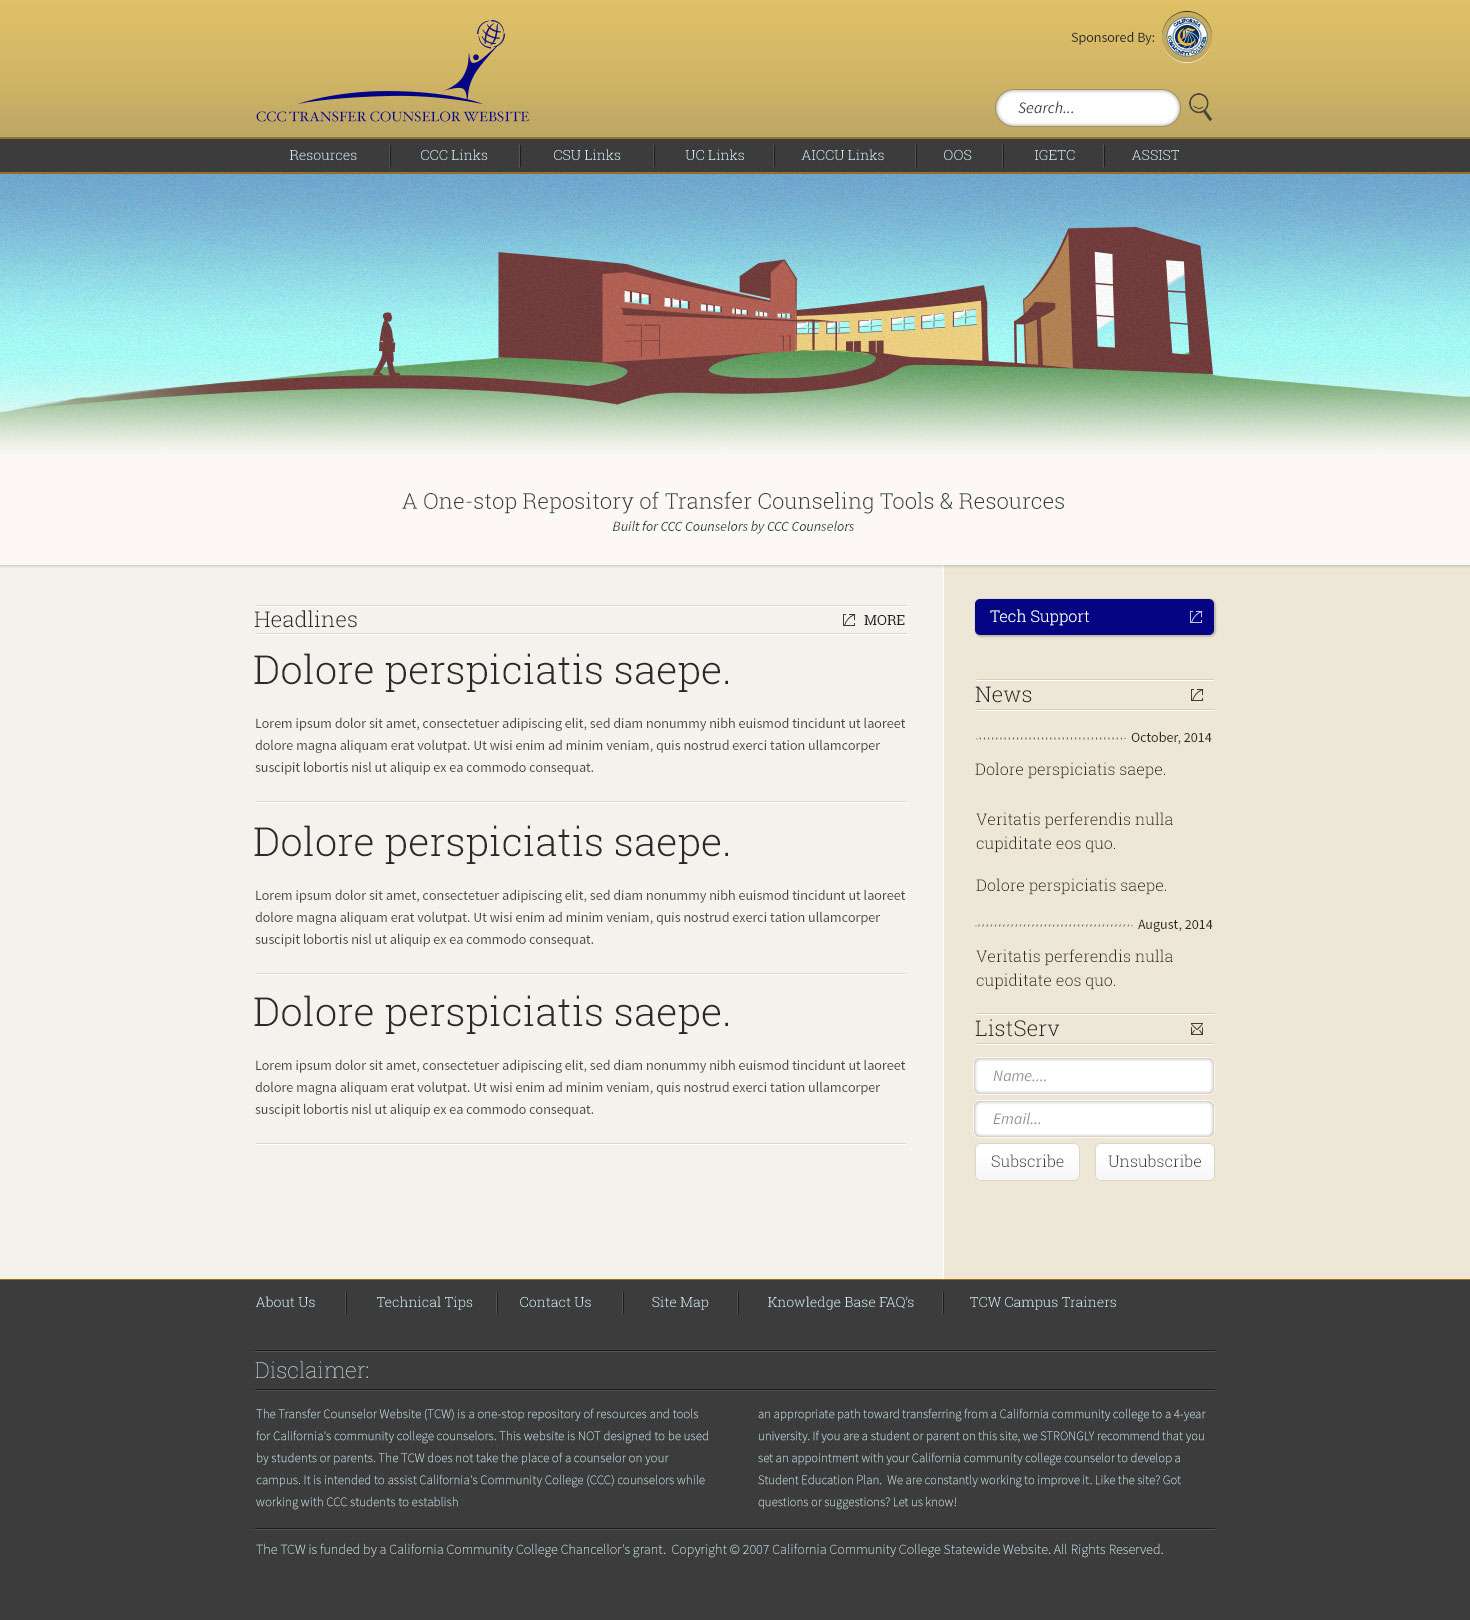 Sponsored By:
CCC TRANSFER COUNSELOR WEBSITE
Search...
Resources
CCC Links
CSU Links
UC Links
AICCU Links
OOS
IGETC
ASSIST
A One-stop Repository of Transfer Counseling Tools & Resources
Built for CCC Counselors by CCC Counselors
Headlines
MORE
Dolore perspiciatis saepe.
Lorem ipsum dolor sit amet, consectetuer adipiscing elit, sed diam nonummy nibh euismod tincidunt ut laoreet
dolore magna aliquam erat volutpat. Ut wisi enim ad minim veniam, quis nostrud exerci tation ullamcorper
suscipit lobortis nisl ut aliquip ex ea commodo consequat.
Dolore perspiciatis saepe.
Lorem ipsum dolor sit amet, consectetuer adipiscing elit, sed diam nonummy nibh euismod tincidunt ut laoreet
dolore magna aliquam erat volutpat. Ut wisi enim ad minim veniam, quis nostrud exerci tation ullamcorper
suscipit lobortis nisl ut aliquip ex ea commodo consequat.
Dolore perspiciatis saepe.
Lorem ipsum dolor sit amet, consectetuer adipiscing elit, sed diam nonummy nibh euismod tincidunt ut laoreet
dolore magna aliquam erat volutpat. Ut wisi enim ad minim veniam, quis nostrud exerci tation ullamcorper
suscipit lobortis nisl ut aliquip ex ea commodo consequat.
Tech Support
News
October, 2014
Dolore perspiciatis saepe.
Veritatis perferendis nulla
cupiditate eos quo.
Dolore perspiciatis saepe.
August, 2014
Veritatis perferendis nulla
cupiditate eos quo.
ListServ
Name....
Email...
Subscribe
Unsubscribe
About Us
Technical Tips
Contact Us
Site Map
Knowledge Base FAQ's
TCW Campus Trainers
Disclaimer:
The Transfer Counselor Website (TCW) is a one-stop repository of resources and tools
for California's community college counselors. This website is NOT designed to be used
by students or parents. The TCW does not take the place of a counselor on your
campus. It is intended to assist California's Community College (CCC) counselors while
working with CCC students to establish
an appropriate path toward transferring from a California community college to a 4-year
university. If you are a student or parent on this site, we STRONGLY recommend that you
set an appointment with your California community college counselor to develop a
Student Education Plan. We are constantly working to improve it. Like the site? Got
questions or suggestions? Let us know!
The TCW is funded by a California Community College Chancellor's grant. Copyright © 2007 California Community College Statewide Website. All Rights Reserved.